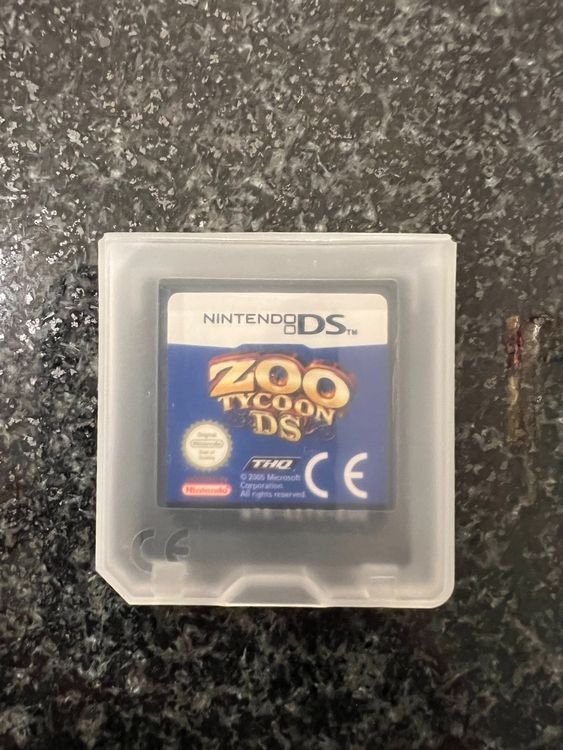 NINTENDO DS™
ZOO
TYCOON
DS
Original
Nintendo
Seal of
Quality
Nintendo
THQ
© 2005 Microsoft
Corporation.
All rights reserved.
CE
CE